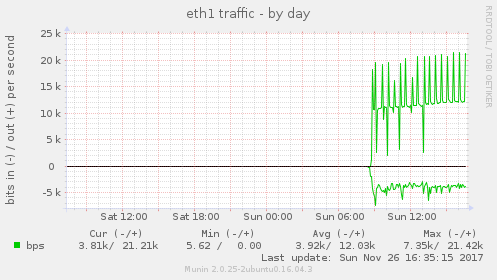 eth1 traffic - by day
RRDTOOL / TOBI OETIKER
bits in (-) / out (+) per second
25 k
20 k
15 k
10 k
5 k
0
-5 k
Sat 12:00 Sat 18:00 Sun 00:00 Sun 06:00 Sun 12:00
Cur (-/+) Min (-/+) Avg (-/+) Max (-/+)
bps 3.81k/ 21.21k 5.62 / 0.00 3.92k/ 12.03k 7.35k/ 21.42k
Last update: Sun Nov 26 16:35:15 2017
Munin 2.0.25-2ubuntu0.16.04.3